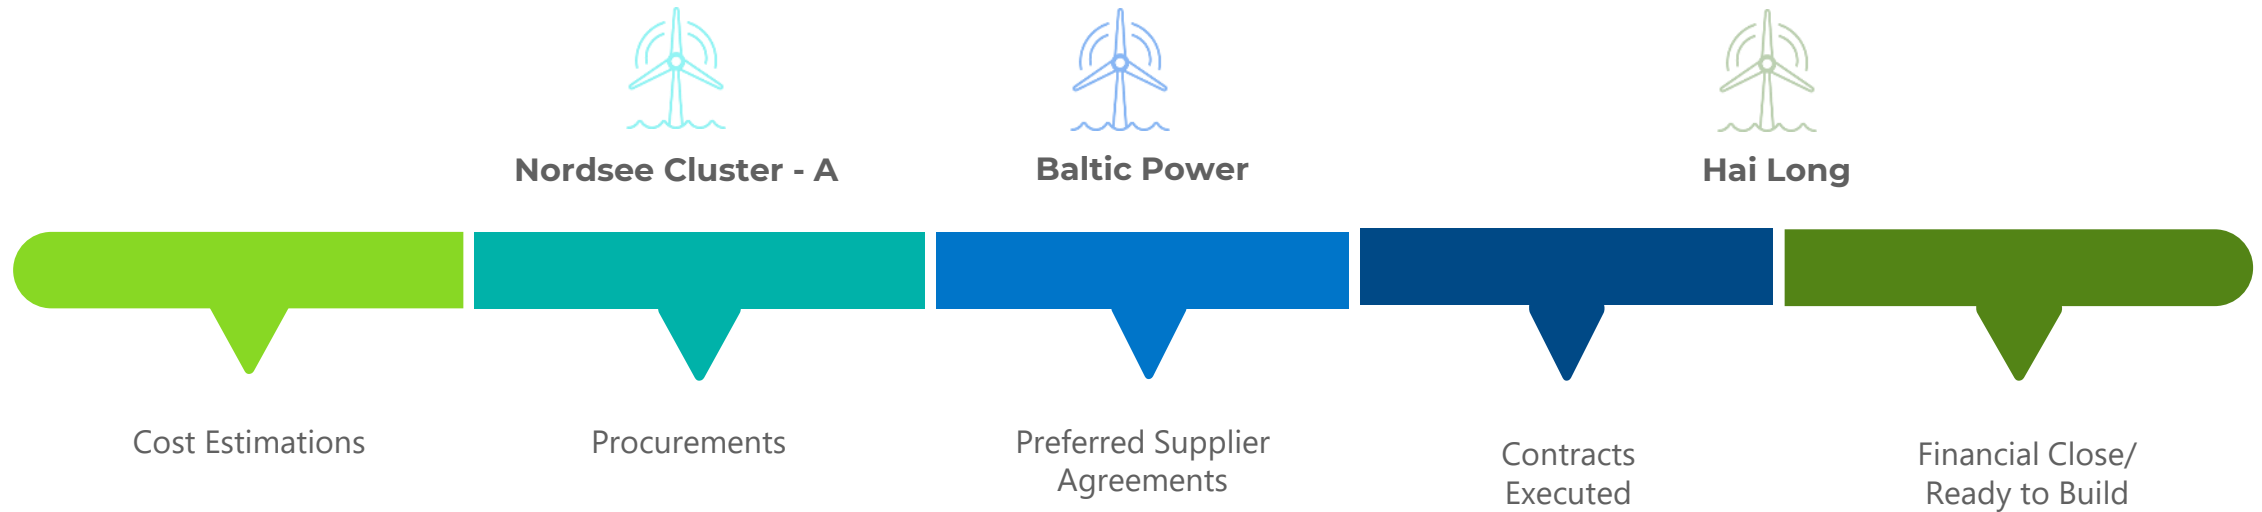 Nordsee Cluster - A
Baltic Power
Hai Long
Cost Estimations
Procurements
Preferred Supplier
Agreements
Contracts
Executed
Financial Close/
Ready to Build